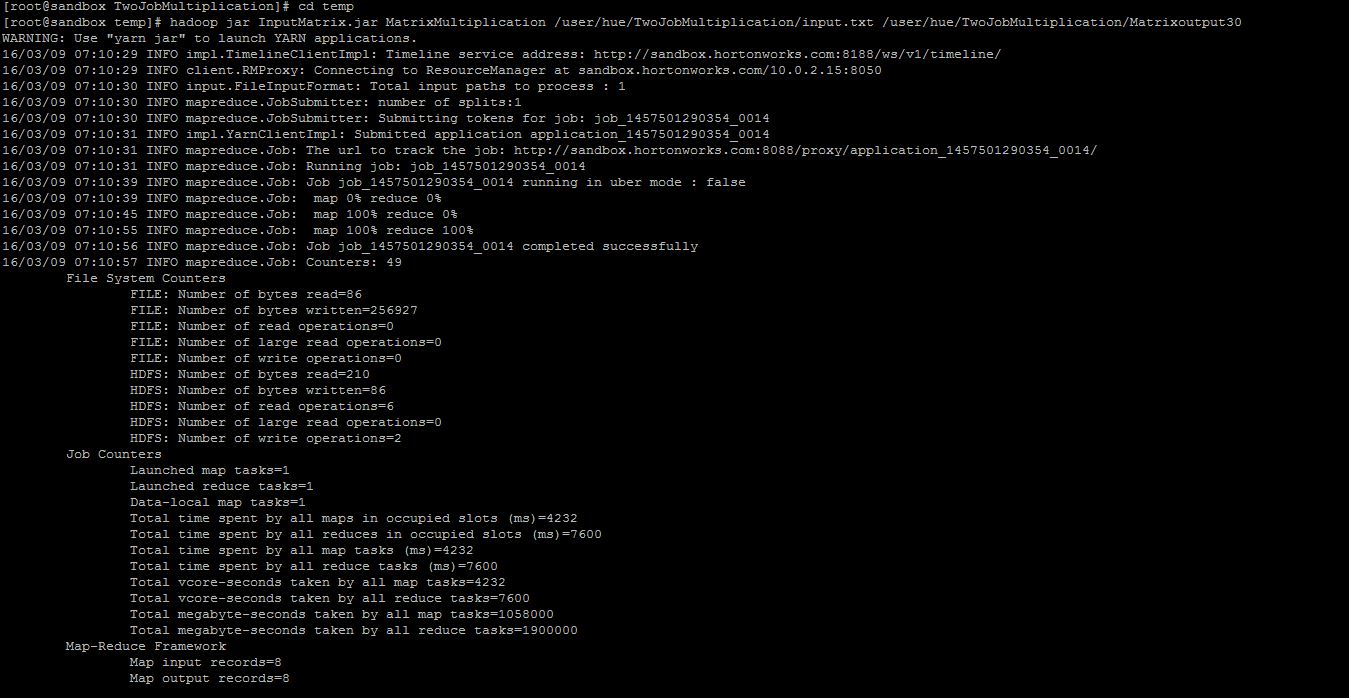 [root@sandbox TwoJobMultiplication]# cd temp
[root@sandbox temp]# hadoop jar InputMatrix.jar MatrixMultiplication /user/hue/TwoJobMultiplication/input.txt /user/hue/TwoJobMultiplication/Matrixoutput30
WARNING: Use "yarn jar" to launch YARN applications.
16/03/09 07:10:29 INFO impl.TimelineClientImpl: Timeline service address: http://sandbox.hortonworks.com:8188/ws/v1/timeline/
16/03/09 07:10:29 INFO client.RMProxy: Connecting to ResourceManager at sandbox.hortonworks.com/10.0.2.15:8050
16/03/09 07:10:30 INFO input.FileInputFormat: Total input paths to process : 1
16/03/09 07:10:30 INFO mapreduce.JobSubmitter: number of splits:1
16/03/09 07:10:30 INFO mapreduce.JobSubmitter: Submitting tokens for job: job_1457501290354_0014
16/03/09 07:10:31 INFO impl.YarnClientImpl: Submitted application application_1457501290354_0014
16/03/09 07:10:31 INFO mapreduce.Job: The url to track the job: http://sandbox.hortonworks.com:8088/proxy/application_1457501290354_0014/
16/03/09 07:10:31 INFO mapreduce.Job: Running job: job_1457501290354_0014
16/03/09 07:10:39 INFO mapreduce.Job: Job job_1457501290354_0014 running in uber mode : false
16/03/09 07:10:39 INFO mapreduce.Job:  map 0% reduce 0%
16/03/09 07:10:45 INFO mapreduce.Job:  map 100% reduce 0%
16/03/09 07:10:55 INFO mapreduce.Job:  map 100% reduce 100%
16/03/09 07:10:56 INFO mapreduce.Job: Job job_1457501290354_0014 completed successfully
16/03/09 07:10:57 INFO mapreduce.Job: Counters: 49
File System Counters
FILE: Number of bytes read=86
FILE: Number of bytes written=256927
FILE: Number of read operations=0
FILE: Number of large read operations=0
FILE: Number of write operations=0
HDFS: Number of bytes read=210
HDFS: Number of bytes written=86
HDFS: Number of read operations=6
HDFS: Number of large read operations=0
HDFS: Number of write operations=2
Job Counters
Launched map tasks=1
Launched reduce tasks=1
Data-local map tasks=1
Total time spent by all maps in occupied slots (ms)=4232
Total time spent by all reduces in occupied slots (ms)=7600
Total time spent by all map tasks (ms)=4232
Total time spent by all reduce tasks (ms)=7600
Total vcore-seconds taken by all map tasks=4232
Total vcore-seconds taken by all reduce tasks=7600
Total megabyte-seconds taken by all map tasks=1058000
Total megabyte-seconds taken by all reduce tasks=1900000
Map-Reduce Framework
Map input records=8
Map output records=8